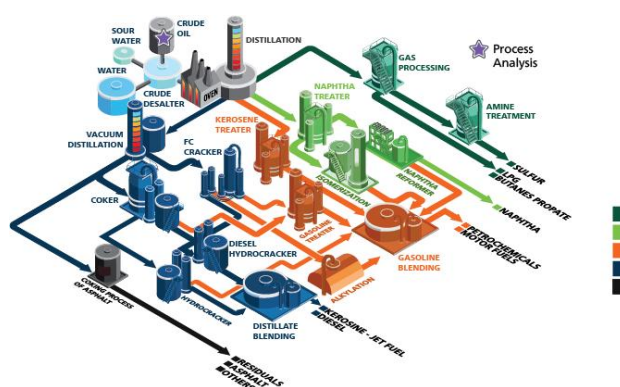 CRUDE
OIL
SOUR
WATER
DISTILLATION
Process
Analysis
GAS
PROCESSING
WATER
CRUDE
DESALTER
OVEN
NAPHTHA
TREATER
AMINE
TREATMENT
KEROSENE
TREATER
VACUUM
DISTILLATION
FC
CRACKER
ISOMERIZATION
NAPHTHA
REFORMER
SULFUR
LPG
BUTANES PROPATE
NAPHTHA
COKER
GASOLINE
TREATER
PETROCHEMICALS
MOTOR FUELS
DIESEL
HYDROCRACKER
GASOLINE
BLENDING
COKING PROCESS
OF ASPHALT
HYDROCRACKER
ALKYLATION
DISTILLATE
BLENDING
KEROSINE - JET FUEL
DIESEL
RESIDUALS
ASPHALT
OTHERS